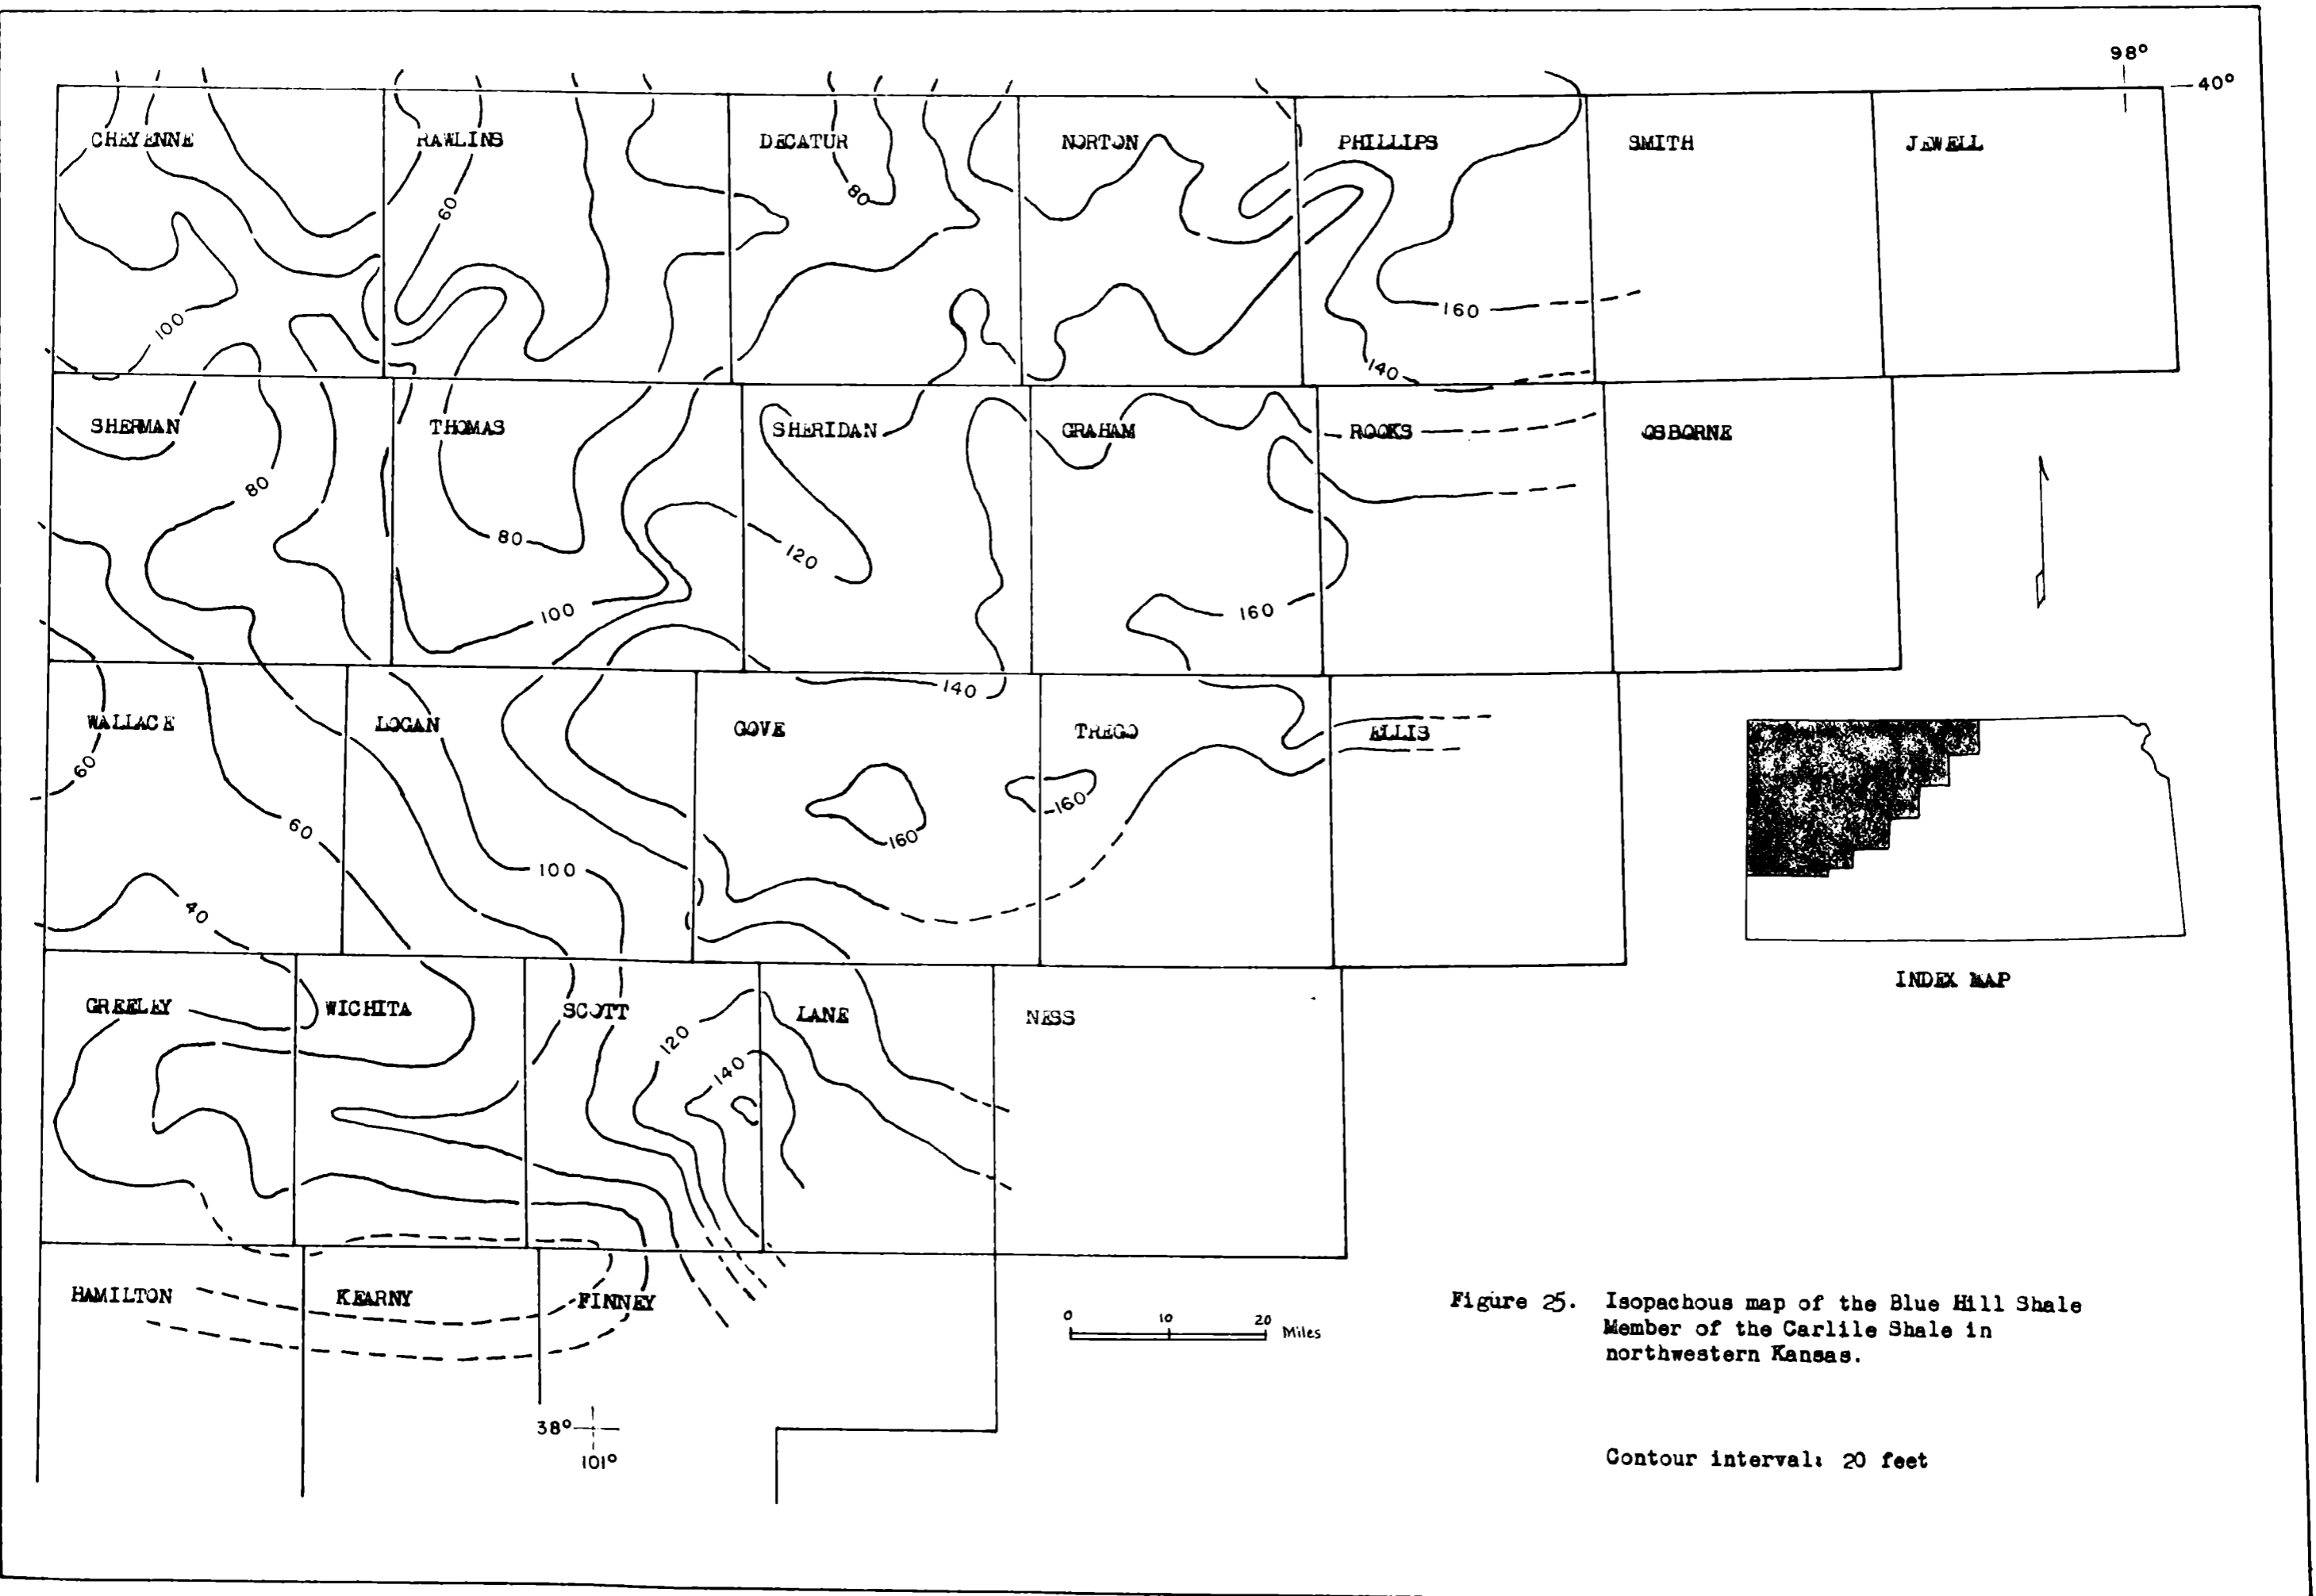 98°
40°
CHEYENNE
RAWLINS
DECATUR
NORTON
PHILLIPS
SMITH
JEWELL
60
80
100
160
140
SHERMAN
THOMAS
SHERIDAN
GRAHAM
ROOKS
OSBORNE
80
80
120
100
160
140
WALLACE
LOGAN
GOVE
TREGO
ELLIS
60
60
160
160
100
40
INDEX MAP
GREELEY
WICHITA
SCOTT
LANE
NESS
120
140
HAMILTON
KEARNY
FINNEY
0 10 20 Miles
Figure 25. Isopachous map of the Blue Hill Shale
Member of the Carlile Shale in
northwestern Kansas.
38°
101°
Contour interval: 20 feet